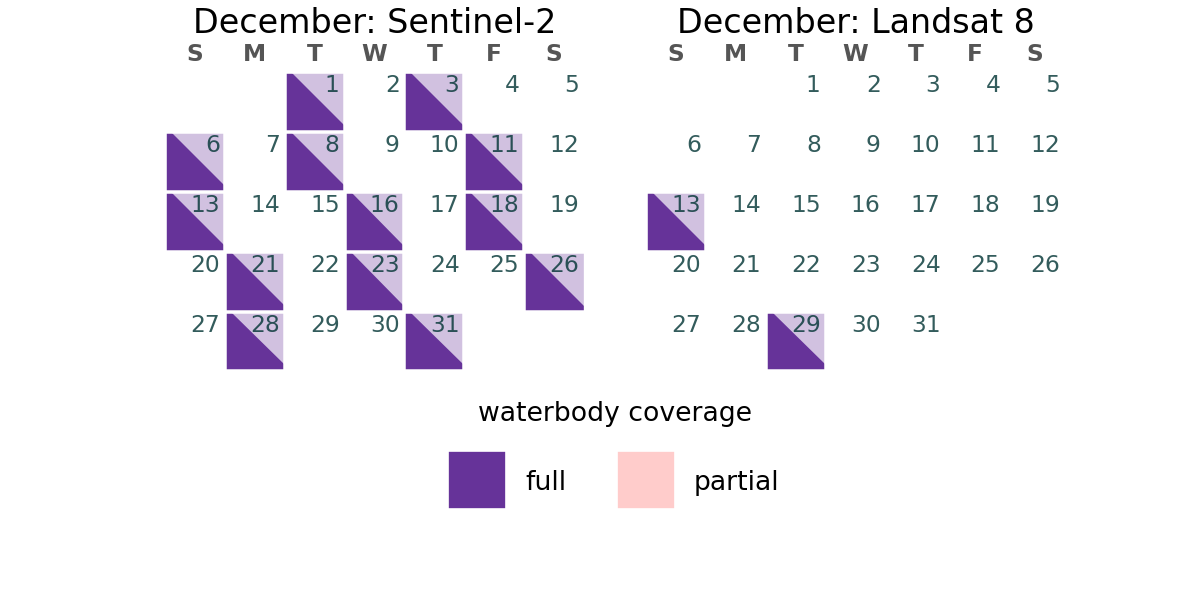 December: Sentinel-2
S M T W T F S
1 2 3 4 5
6 7 8 9 10 11 12
13 14 15 16 17 18 19
20 21 22 23 24 25 26
27 28 29 30 31
December: Landsat 8
S M T W T F S
1 2 3 4 5
6 7 8 9 10 11 12
13 14 15 16 17 18 19
20 21 22 23 24 25 26
27 28 29 30 31
waterbody coverage
full partial